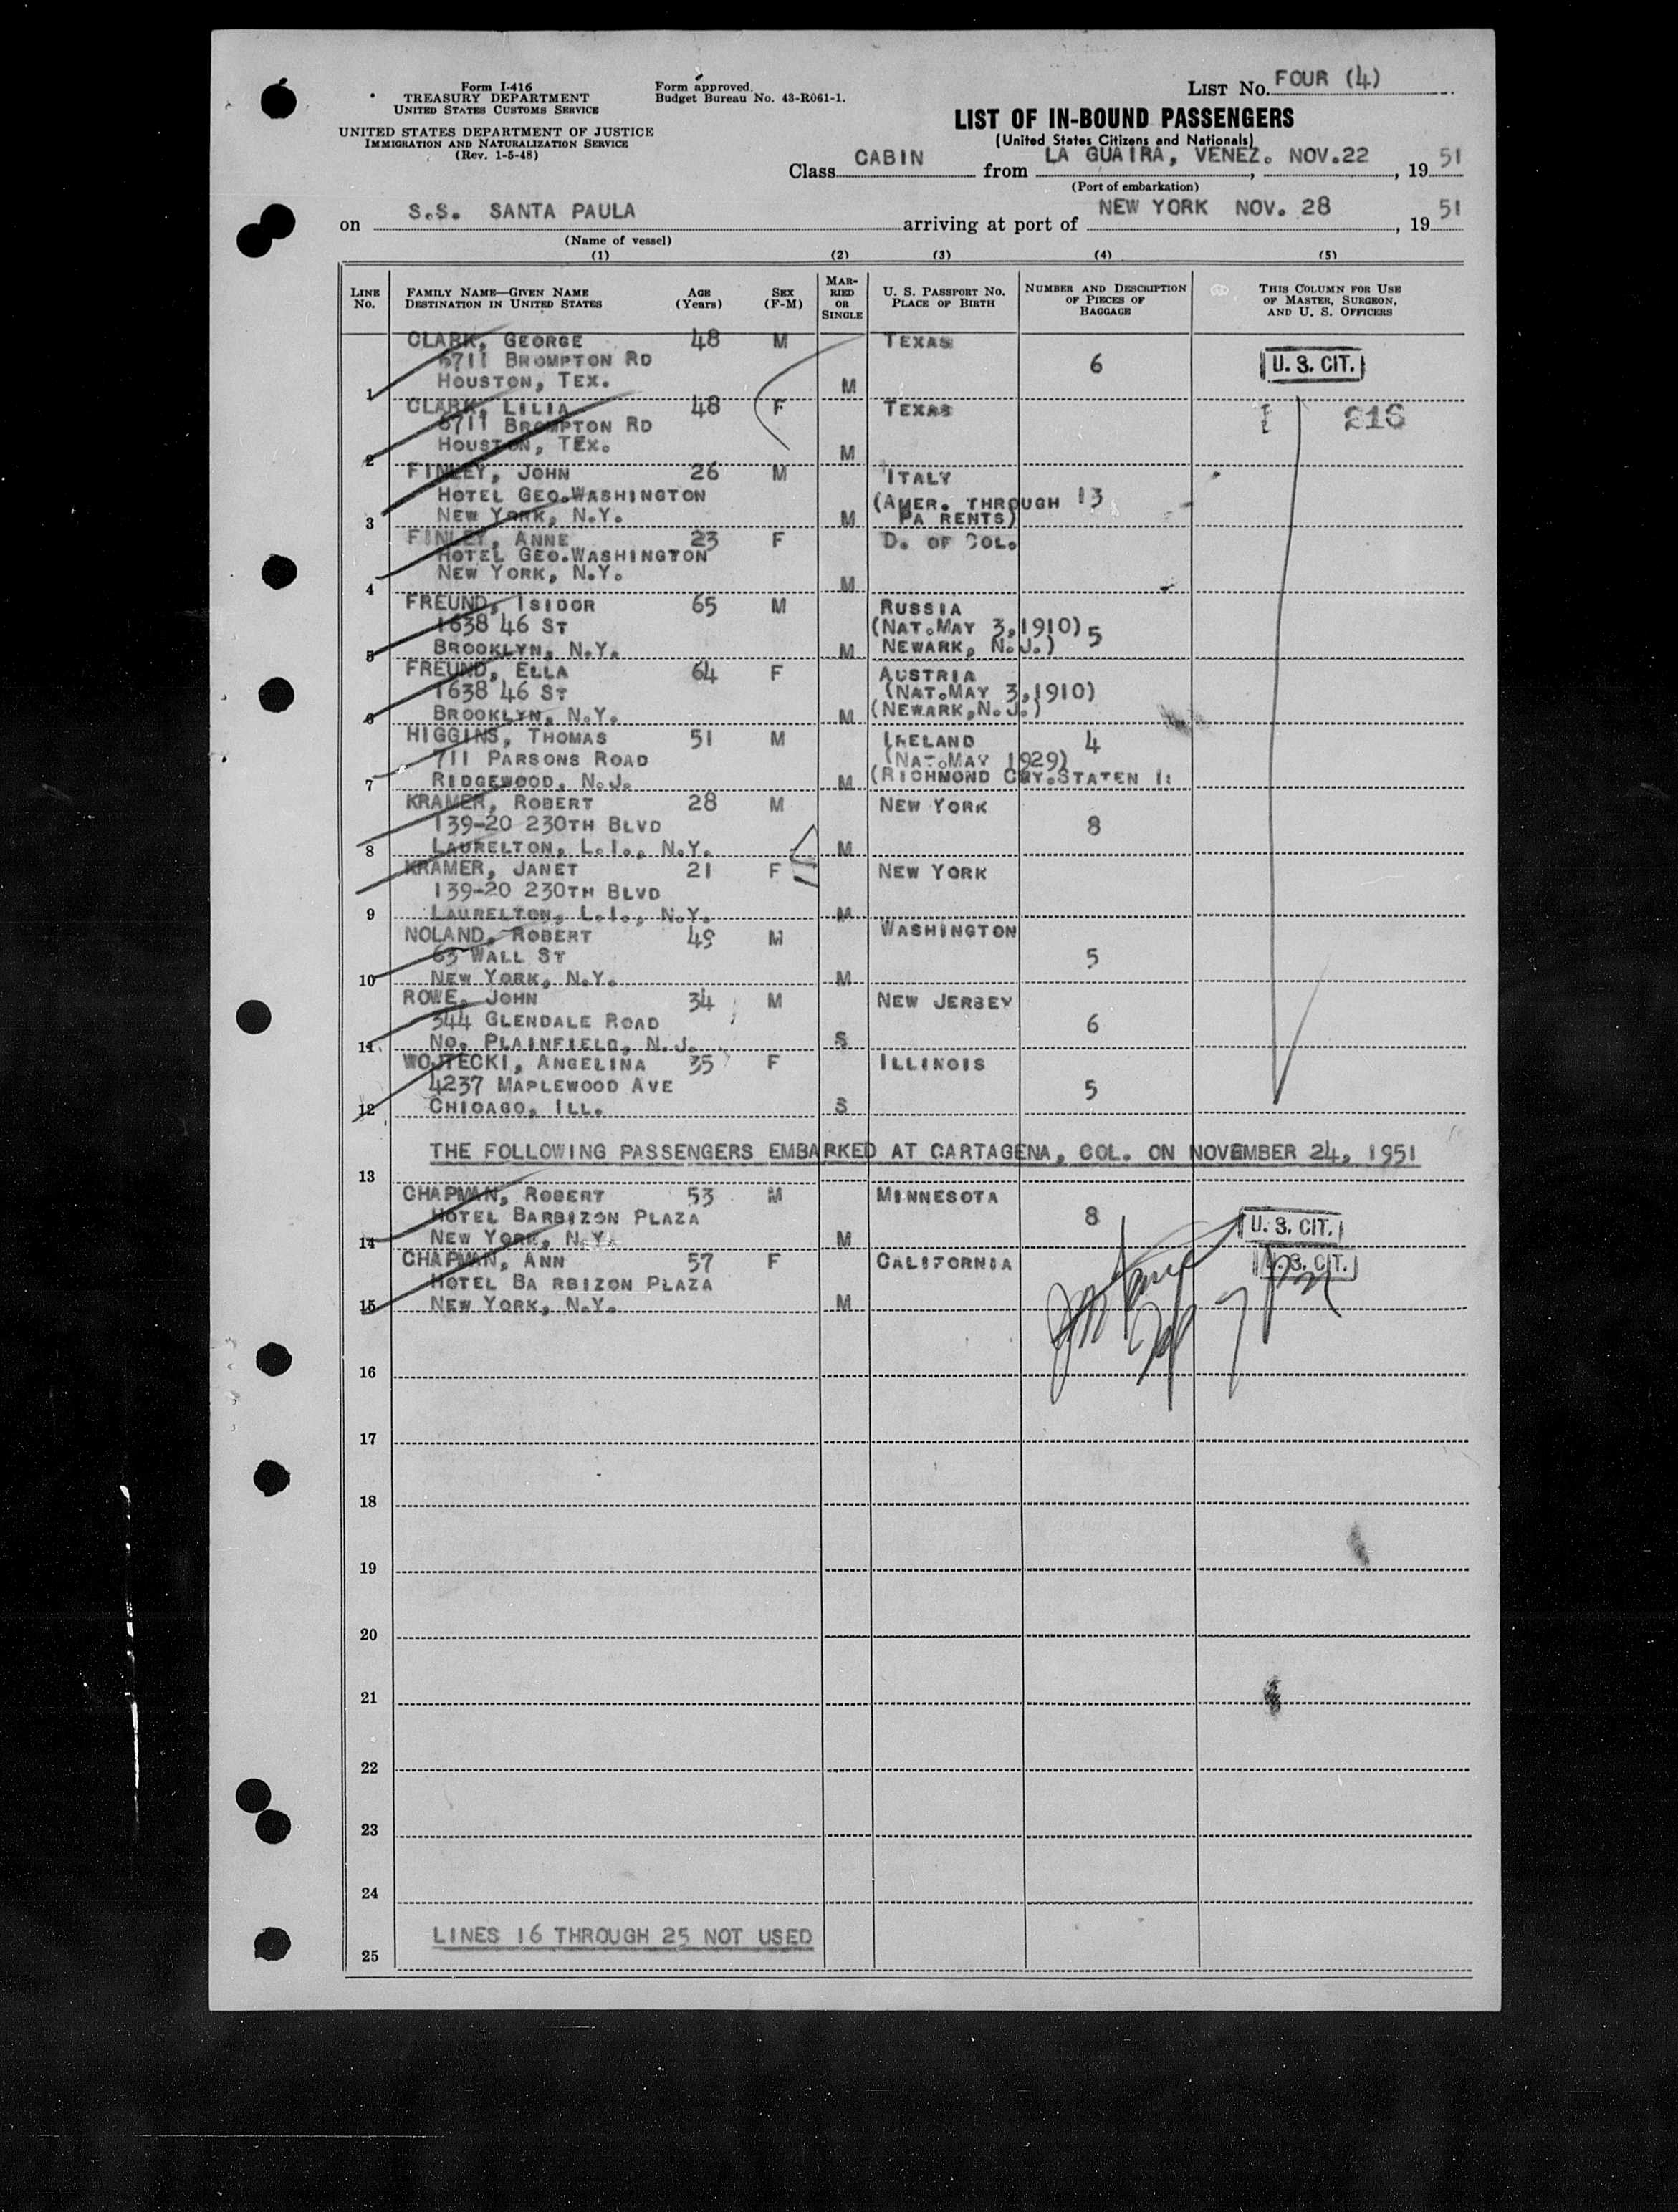 Form I-416
TREASURY DEPARTMENT
UNITED STATES CUSTOMS SERVICE
UNITED STATES DEPARTMENT OF JUSTICE
IMMIGRATION AND NATURALIZATION SERVICE
(Rev. 1-5-48)
Form approved.
Budget Bureau No. 43-R061-1.
LIST NO. FOUR (4)
LIST OF IN-BOUND PASSENGERS
(United States Citizens and Nationals)
Class CABIN from LA GUAIRA, VENEZ. NOV.22, 1951
(Port of embarkation)
on S.S. SANTA PAULA arriving at port of NEW YORK NOV. 28, 1951
(Name of vessel)
(1) (2) (3) (4) (5)
LINE NO.
FAMILY NAME—GIVEN NAME
DESTINATION IN UNITED STATES
AGE (Years)
SEX (F-M)
MARRIED OR SINGLE
U. S. PASSPORT NO.
PLACE OF BIRTH
NUMBER AND DESCRIPTION OF PIECES OF BAGGAGE
THIS COLUMN FOR USE OF MASTER, SURGEON, AND U. S. OFFICERS
CLARK, GEORGE 48 M TEXAS
6711 BROMPTON RD 6 U. S. CIT.
1 HOUSTON, TEX. M
CLARK, LILIA 48 F TEXAS 216
6711 BROMPTON RD
2 HOUSTON, TEX. M
FINLEY, JOHN 26 M ITALY
HOTEL GEO.WASHINGTON (AMER. THROUGH 13
3 NEW YORK, N.Y. M PA RENTS)
FINLEY, ANNE 23 F D. OF COL.
HOTEL GEO.WASHINGTON
4 NEW YORK, N.Y. M
FREUND, ISIDOR 65 M RUSSIA
1638 46 ST (NAT.MAY 3,1910) 5
5 BROOKLYN, N.Y. M NEWARK, N.J.)
FREUND, ELLA 64 F AUSTRIA
1638 46 ST (NAT.MAY 3,1910)
6 BROOKLYN, N.Y. M (NEWARK,N.J.)
HIGGINS, THOMAS 51 M IRELAND 4
711 PARSONS ROAD (NAT.MAY 1929)
7 RIDGEWOOD, N.J. M (RICHMOND CRY.STATEN I:
KRAMER, ROBERT 28 M NEW YORK
139-20 230TH BLVD 8
8 LAURELTON, L.I., N.Y. M
KRAMER, JANET 21 F NEW YORK
139-20 230TH BLVD
9 LAURELTON, L.I., N.Y. M
NOLAND, ROBERT 49 M WASHINGTON
63 WALL ST 5
10 NEW YORK, N.Y. M
ROWE, JOHN 34 M NEW JERSEY
344 GLENDALE ROAD 6
11 NO. PLAINFIELD, N.J. S
WOJTECKI, ANGELINA 35 F ILLINOIS
4237 MAPLEWOOD AVE 5
12 CHICAGO, ILL. S
THE FOLLOWING PASSENGERS EMBARKED AT CARTAGENA, COL. ON NOVEMBER 24, 1951
13
CHAPMAN, ROBERT 53 M MINNESOTA
HOTEL BARBIZON PLAZA 8 U. S. CIT.
14 NEW YORK, N.Y. M
CHAPMAN, ANN 57 F CALIFORNIA U. S. CIT.
HOTEL BA RBIZON PLAZA
15 NEW YORK, N.Y. M
16
17
18
19
20
21
22
23
24
LINES 16 THROUGH 25 NOT USED
25